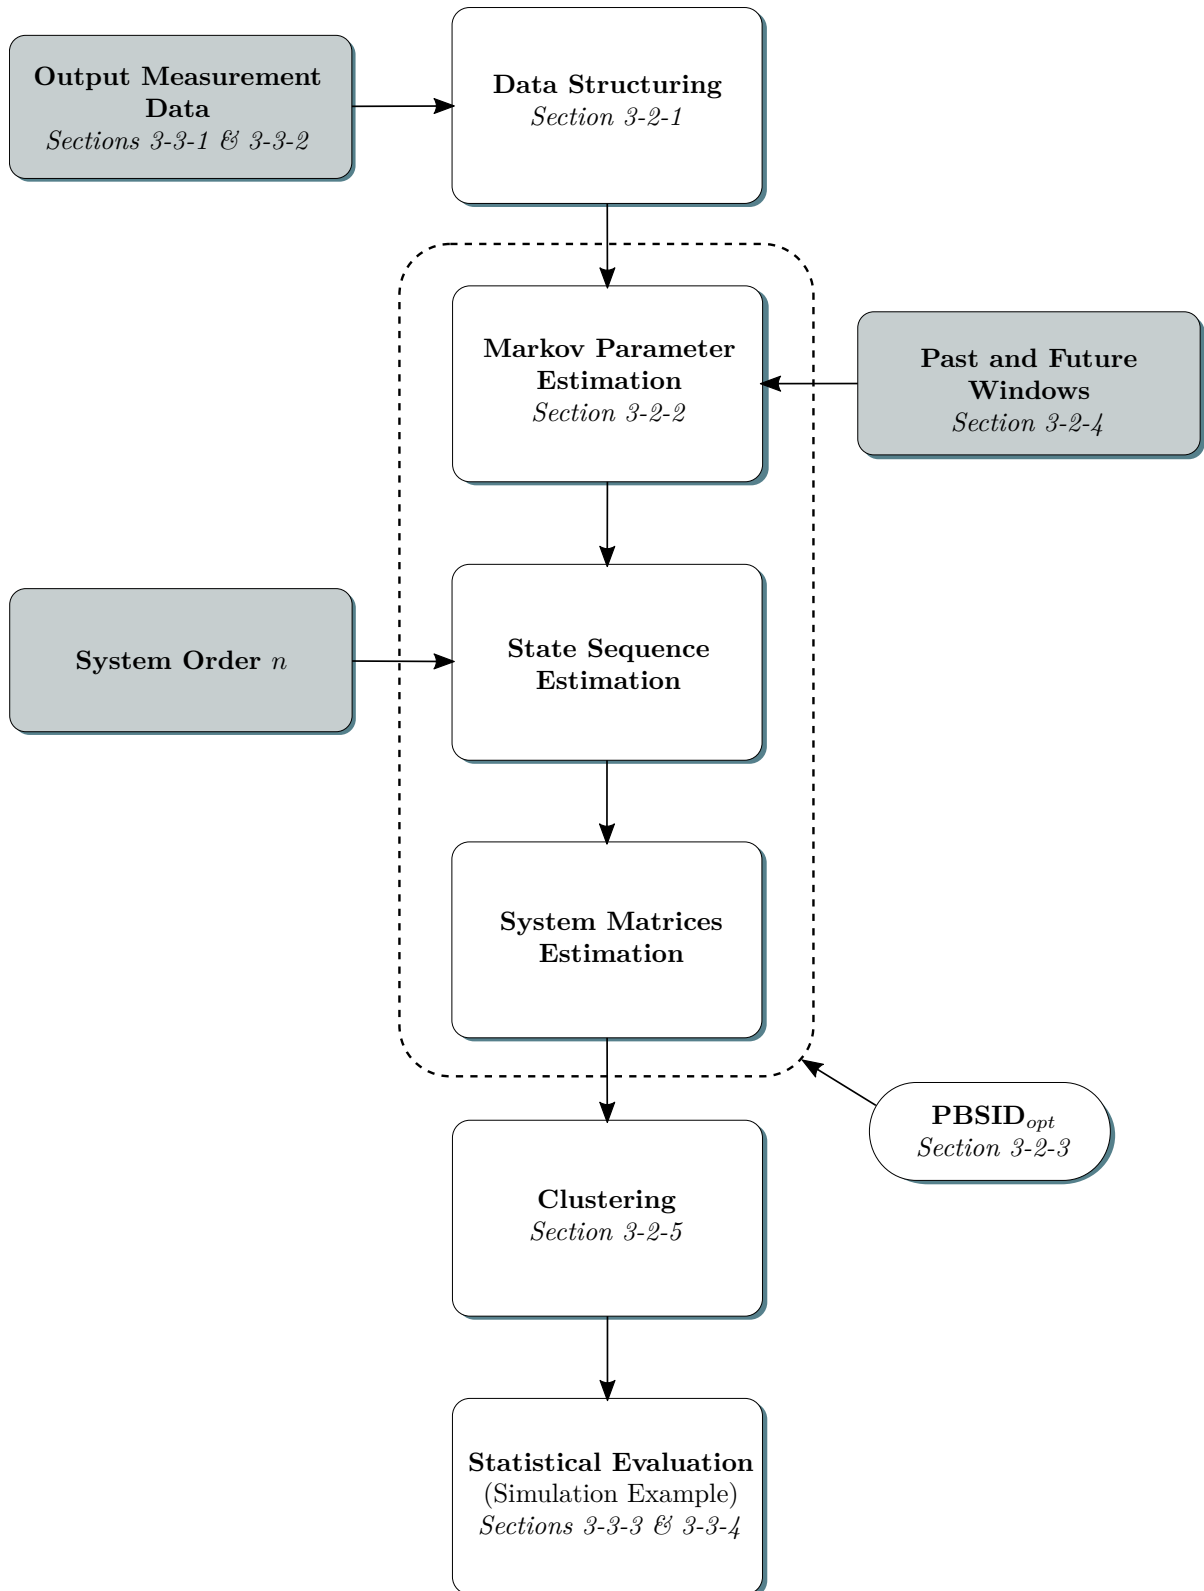 Output Measurement
Data
Sections 3-3-1 & 3-3-2
Data Structuring
Section 3-2-1
Markov Parameter
Estimation
Section 3-2-2
Past and Future
Windows
Section 3-2-4
System Order n
State Sequence
Estimation
System Matrices
Estimation
PBSID_opt
Section 3-2-3
Clustering
Section 3-2-5
Statistical Evaluation
(Simulation Example)
Sections 3-3-3 & 3-3-4